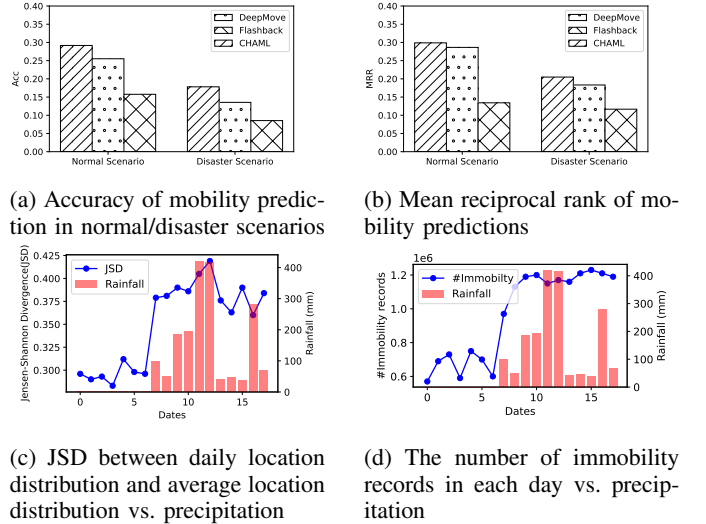 0.40
0.35
0.30
0.25
0.20
0.15
0.10
0.05
0.00
Acc
DeepMove
Flashback
CHAML
Normal Scenario
Disaster Scenario
0.40
0.35
0.30
0.25
0.20
0.15
0.10
0.05
0.00
MRR
DeepMove
Flashback
CHAML
Normal Scenario
Disaster Scenario
(a) Accuracy of mobility predic-
tion in normal/disaster scenarios
(b) Mean reciprocal rank of mo-
bility predictions
Jensen-Shannon Divergence(JSD)
0.425
0.400
0.375
0.350
0.325
0.300
JSD
Rainfall
400
300
200
100
0
Rainfall (mm)
0
5
10
15
Dates
1e6
#Immobility records
1.2
1.0
0.8
0.6
#Immobilty
Rainfall
400
300
200
100
0
Rainfall (mm)
0
5
10
15
Dates
(c) JSD between daily location
distribution and average location
distribution vs. precipitation
(d) The number of immobility
records in each day vs. precip-
itation